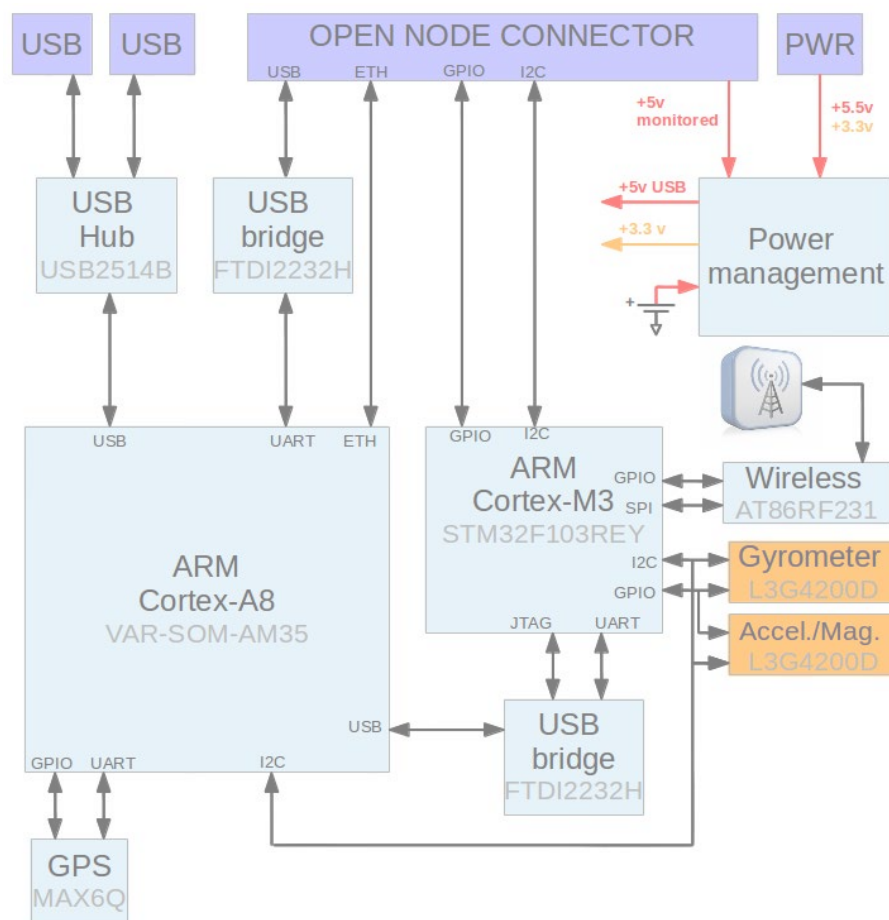 USB
USB
OPEN NODE CONNECTOR
PWR
USB
ETH
GPIO
I2C
+5v
monitored
+5.5v
+3.3v
USB
Hub
USB2514B
USB
bridge
FTDI2232H
+5v USB
+3.3 v
Power
management
+
USB
UART
ETH
GPIO
I2C
ARM
Cortex-M3
STM32F103REY
GPIO
SPI
Wireless
AT86RF231
I2C
GPIO
Gyrometer
L3G4200D
ARM
Cortex-A8
VAR-SOM-AM35
JTAG
UART
Accel./Mag.
L3G4200D
USB
USB
bridge
FTDI2232H
GPIO
UART
I2C
GPS
MAX6Q